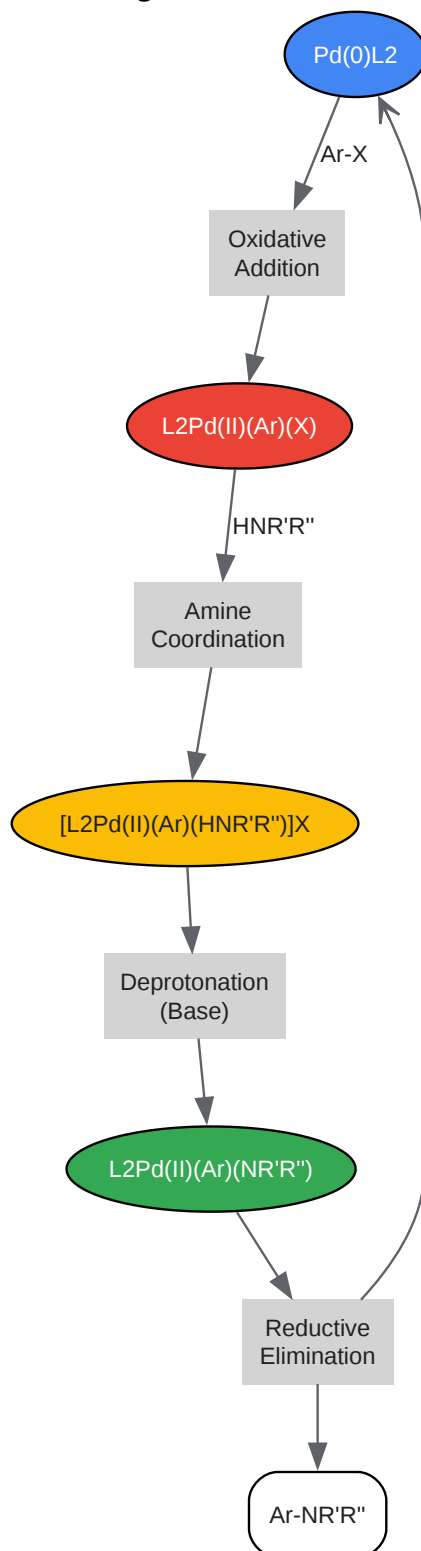 Pd(0)L2
Ar-X
Oxidative
Addition
L2Pd(II)(Ar)(X)
HNR'R''
Amine
Coordination
[L2Pd(II)(Ar)(HNR'R'')]X
Deprotonation
(Base)
L2Pd(II)(Ar)(NR'R'')
Reductive
Elimination
Ar-NR'R''